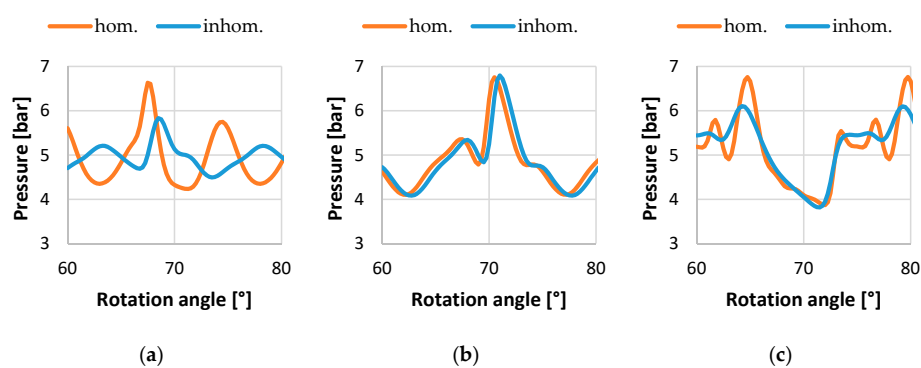 hom. inhom. hom. inhom. hom. inhom.
7 7 7
6 6 6
5 5 5
4 4 4
3 3 3
Pressure [bar] Pressure [bar] Pressure [bar]
60 70 80 60 70 80 60 70 80
Rotation angle [°] Rotation angle [°] Rotation angle [°]
(a) (b) (c)